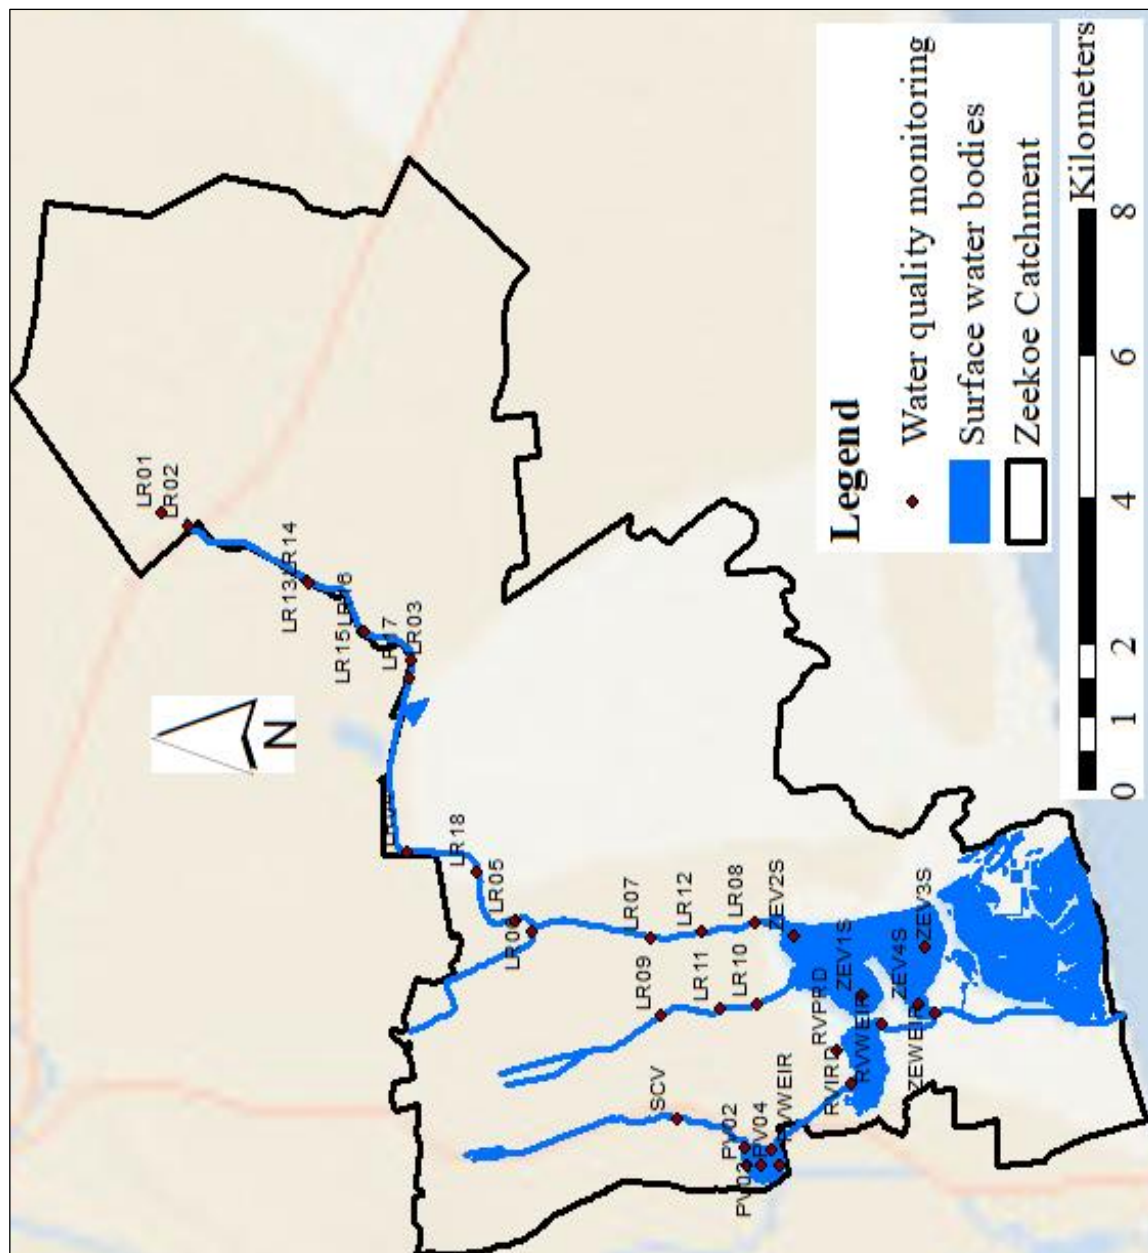 LR01
LR02
LR14
LR13
LR15
LR17
LR03
N
LR18
LR05
LR07
LR12
LR08
ZEV2S
LR09
LR11
LR10
ZEV1S
ZEV3S
ZEV4S
RVPRD
RVWEIR
ZEWEIR
RVIRD
SCV
PV02
PV04
Legend
Water quality monitoring
Surface water bodies
Zeekoe Catchment
Kilometers
0 1 2 4 6 8